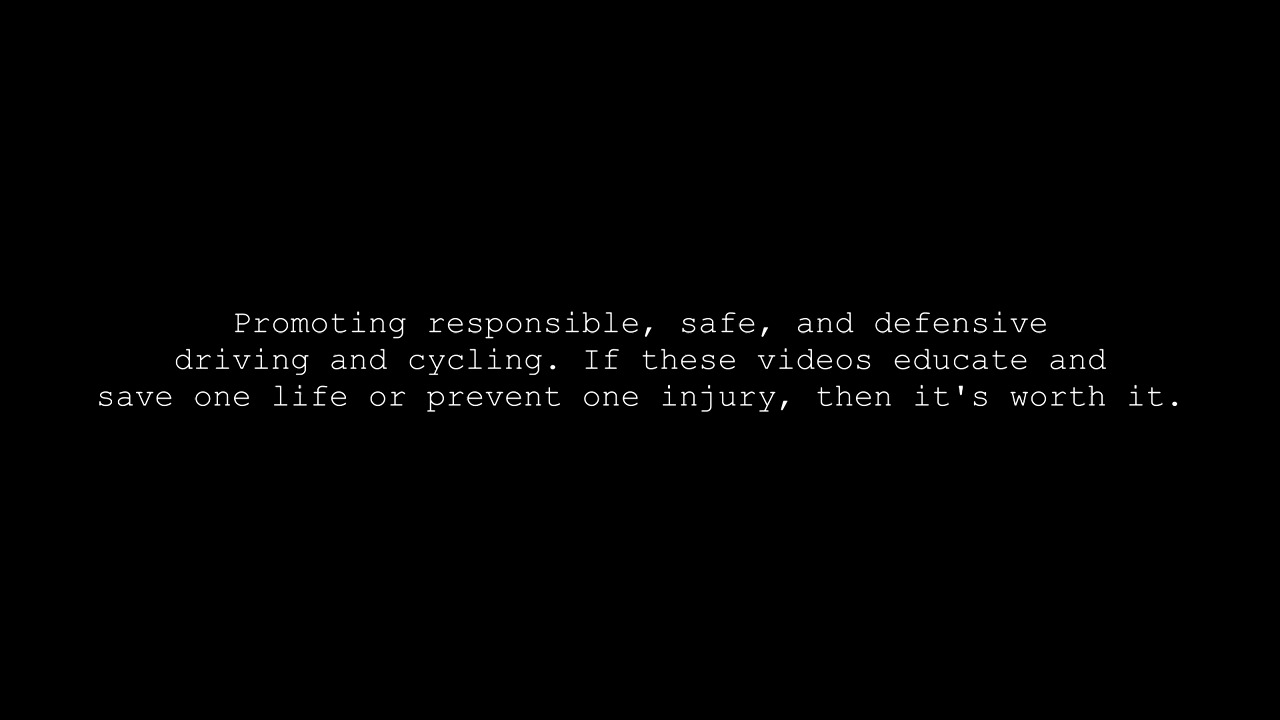 Promoting responsible, safe, and defensive
driving and cycling. If these videos educate and
save one life or prevent one injury, then it's worth it.